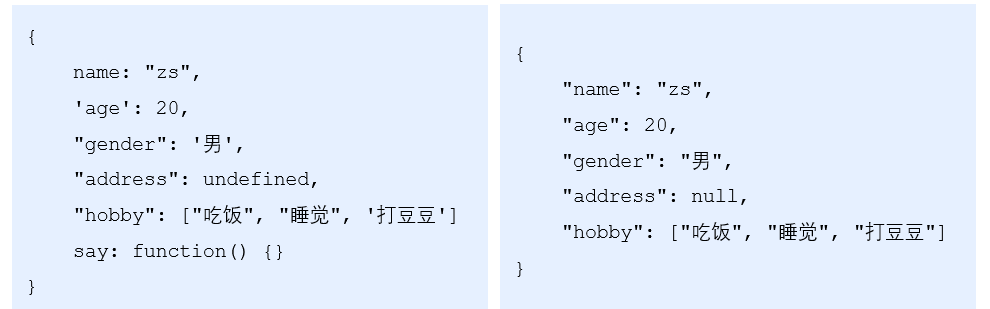 {
    name: "zs",
    'age': 20,
    "gender": '男',
    "address": undefined,
    "hobby": ["吃饭", "睡觉", '打豆豆']
    say: function() {}
}
{
    "name": "zs",
    "age": 20,
    "gender": "男",
    "address": null,
    "hobby": ["吃饭", "睡觉", "打豆豆"]
}